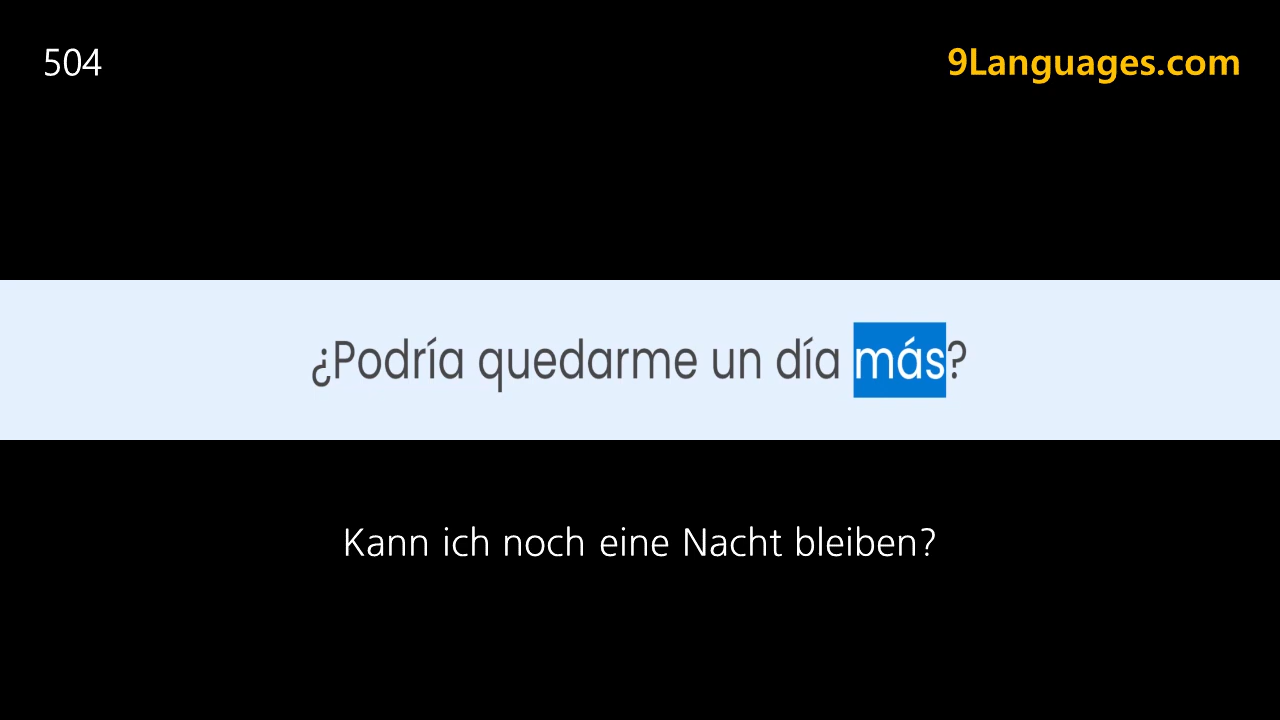 504
9Languages.com
¿Podría quedarme un día más?
Kann ich noch eine Nacht bleiben?